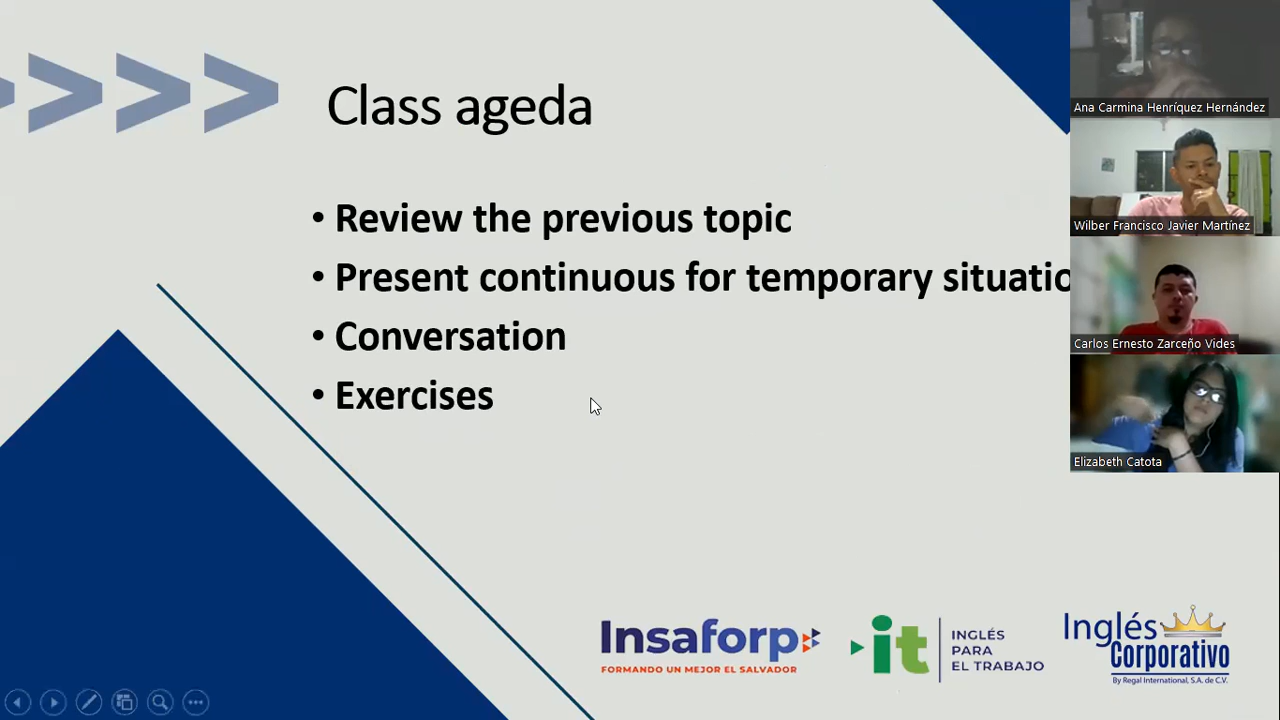 Class ageda
• Review the previous topic
• Present continuous for temporary situatio
• Conversation
• Exercises
Ana Carmina Henríquez Hernández
Wilber Francisco Javier Martínez
Carlos Ernesto Zarceño Vides
Elizabeth Catota
Insaforp
FORMANDO UN MEJOR EL SALVADOR
it
INGLÉS
PARA
EL TRABAJO
Inglés
Corporativo
By Regal International, S.A. de C.V.